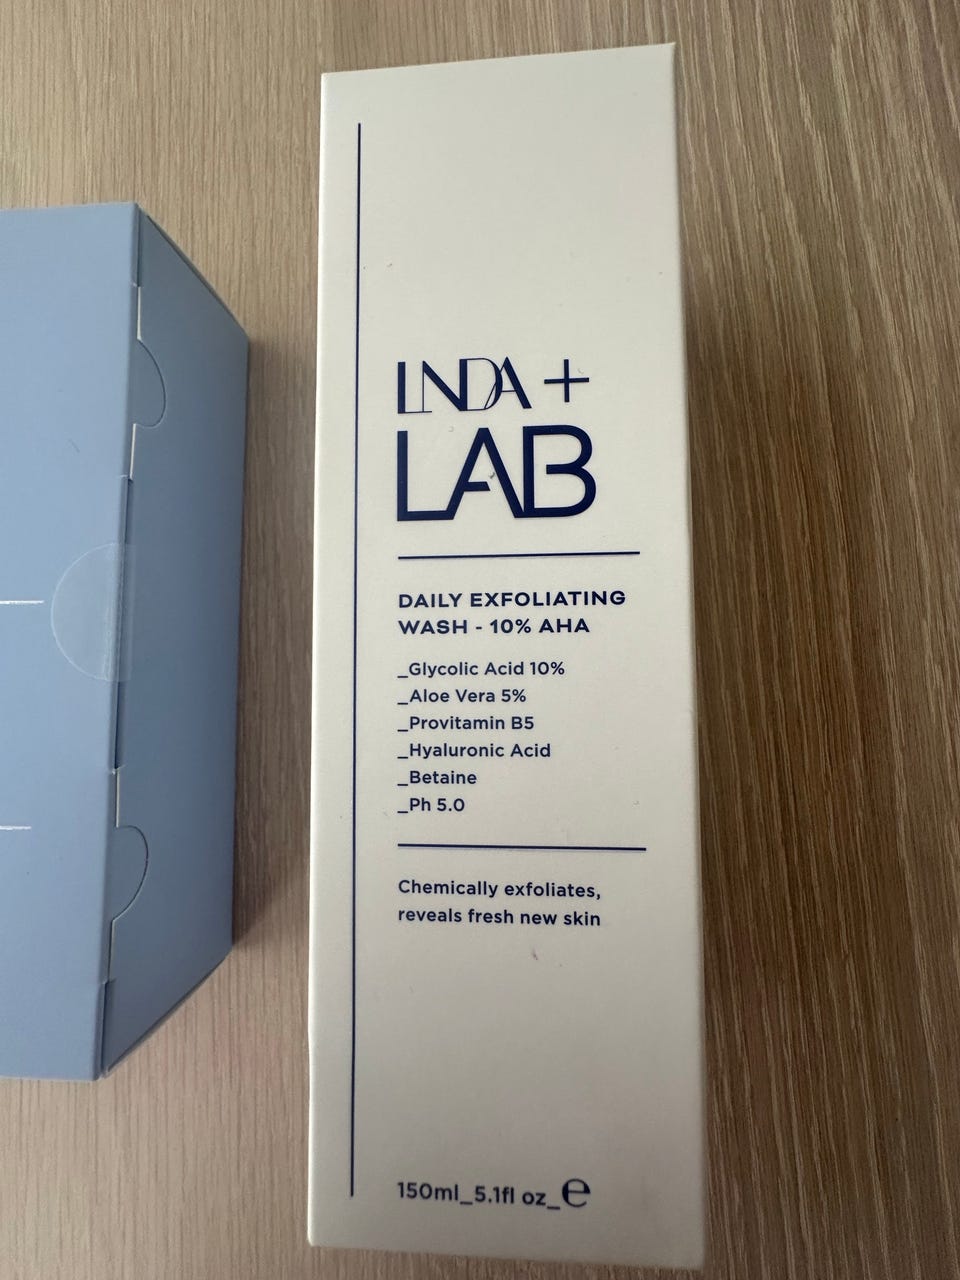 LINDA +
LAB
DAILY EXFOLIATING
WASH - 10% AHA
_Glycolic Acid 10%
_Aloe Vera 5%
_Provitamin B5
_Hyaluronic Acid
_Betaine
_Ph 5.0
Chemically exfoliates,
reveals fresh new skin
150ml_5.1fl oz_℮